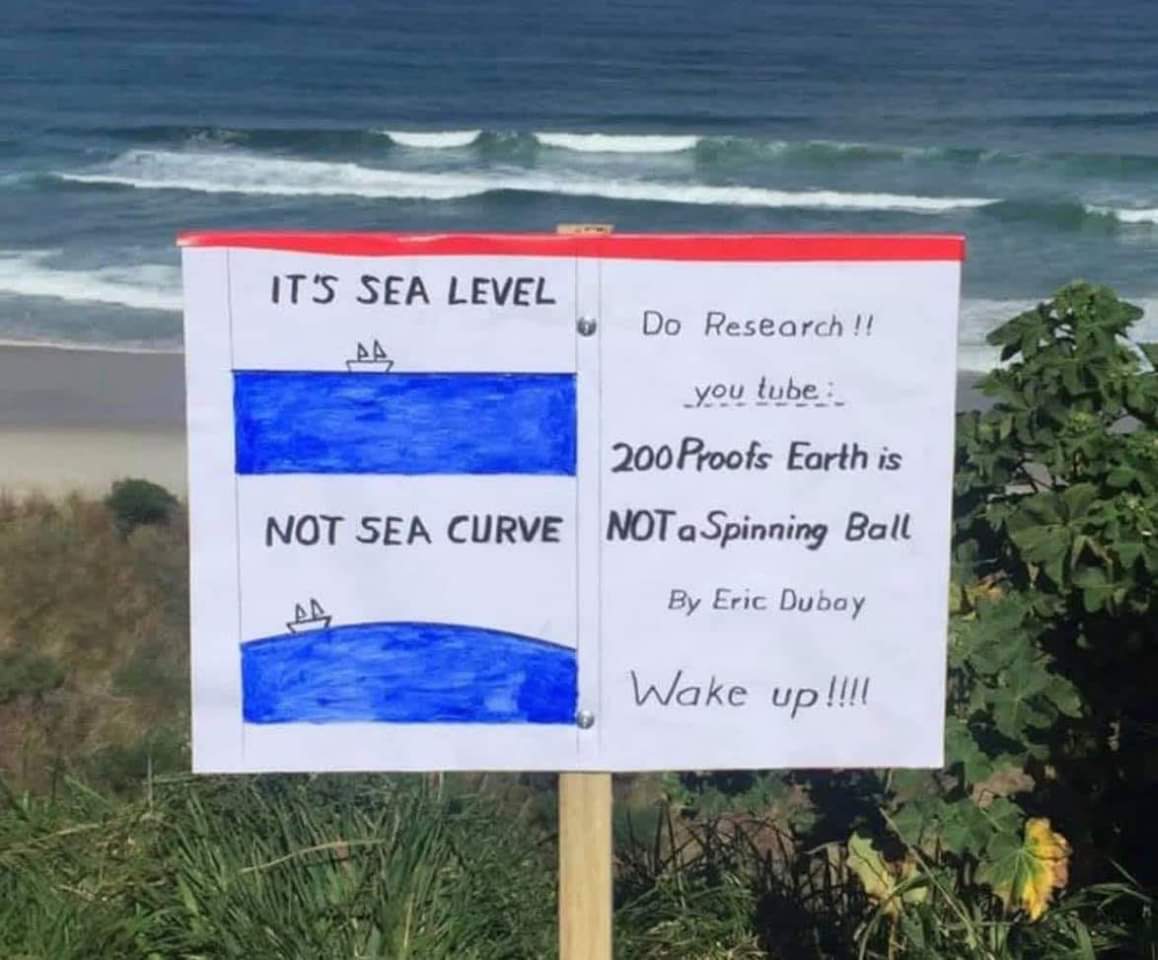 IT'S SEA LEVEL
NOT SEA CURVE
Do Research!!
you tube:
200 Proofs Earth is
NOT a Spinning Ball
By Eric Dubay
Wake up!!!!